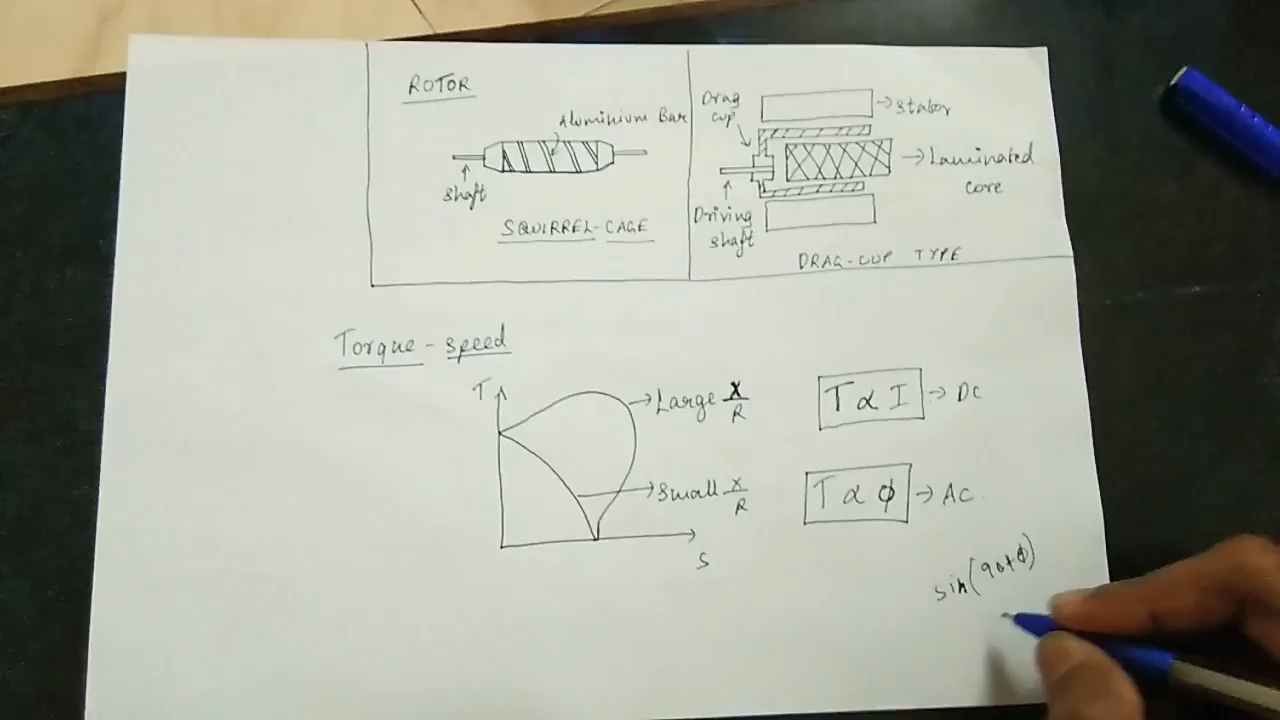 ROTOR
Aluminium Bar
shaft
SQUIRREL-CAGE
Drag
cup
stator
Laminated
core
Driving
shaft
DRAG-CUP TYPE
Torque - speed
T
Large X/R
small X/R
S
T α I → DC
T α ϕ → AC
sin(90+ϕ)